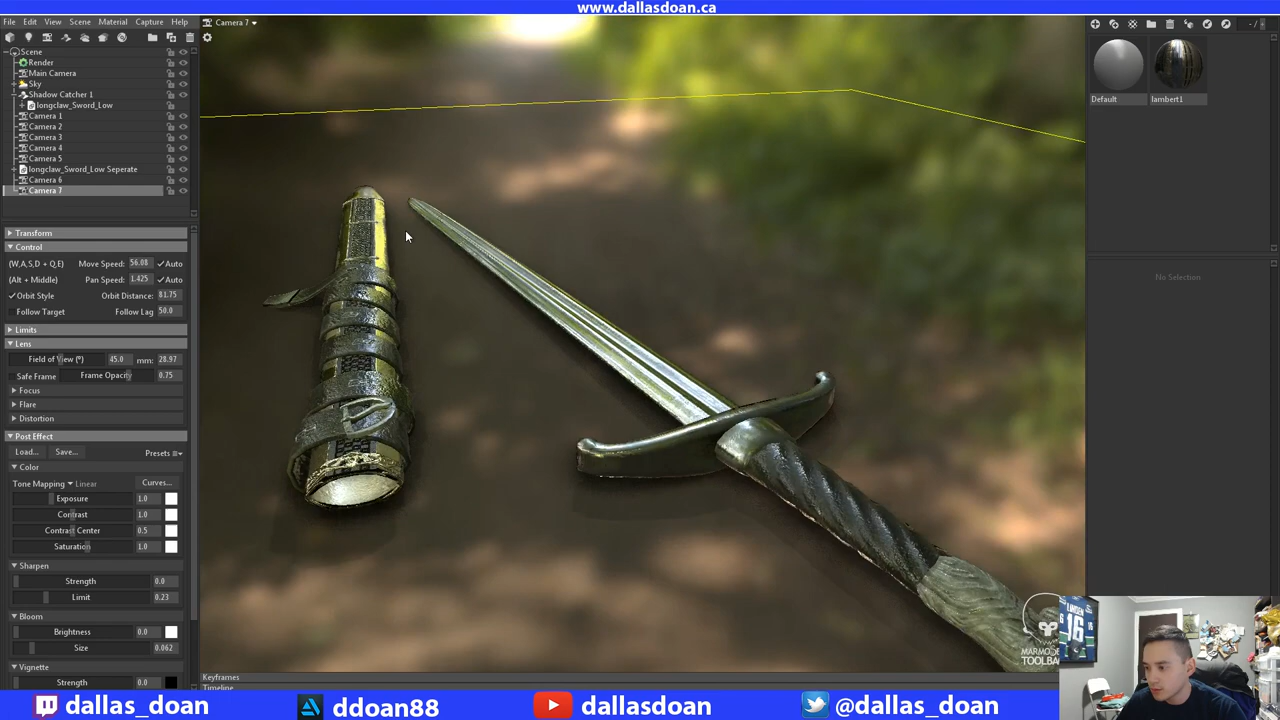 www.dallasdoan.ca
File Edit View Scene Material Capture Help
Camera 7
Scene
Render
Main Camera
Sky
Shadow Catcher 1
longclaw_Sword_Low
Camera 1
Camera 2
Camera 3
Camera 4
Camera 5
longclaw_Sword_Low Seperate
Camera 6
Camera 7
Transform
Control
(W,A,S,D + Q,E) Move Speed: 56.08 Auto
(Alt + Middle) Pan Speed: 1.425 Auto
Orbit Style Orbit Distance: 81.75
Follow Target Follow Lag 50.0
Limits
Lens
Field of View (°) 45.0 mm: 28.97
Safe Frame Frame Opacity 0.75
Focus
Flare
Distortion
Post Effect
Load... Save... Presets
Color
Tone Mapping Linear Curves...
Exposure 1.0
Contrast 1.0
Contrast Center 0.5
Saturation 1.0
Sharpen
Strength 0.0
Limit 0.23
Bloom
Brightness 0.0
Size 0.062
Vignette
Strength 0.0
Default lambert1
No Selection
Keyframes
Timeline
16
dallas_doan ddoan88 dallasdoan @dallas_doan